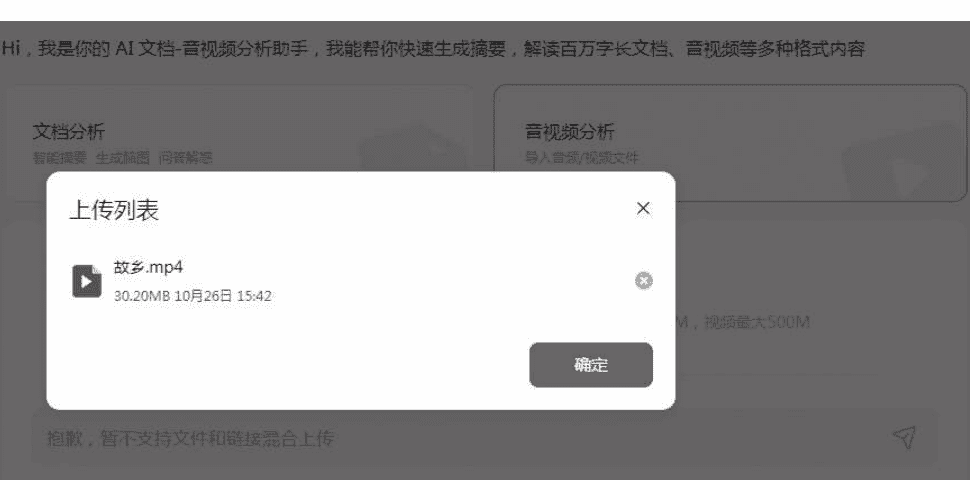 Hi，我是你的 AI 文档-音视频分析助手，我能帮你快速生成摘要，解读百万字长文档、音视频等多种格式内容
文档分析
智能摘要 生成脑图 问答解惑
音视频分析
导入音频/视频文件
上传列表
故乡.mp4
30.20MB 10月26日 15:42
M，视频最大500M
确定
抱歉，暂不支持文件和链接混合上传